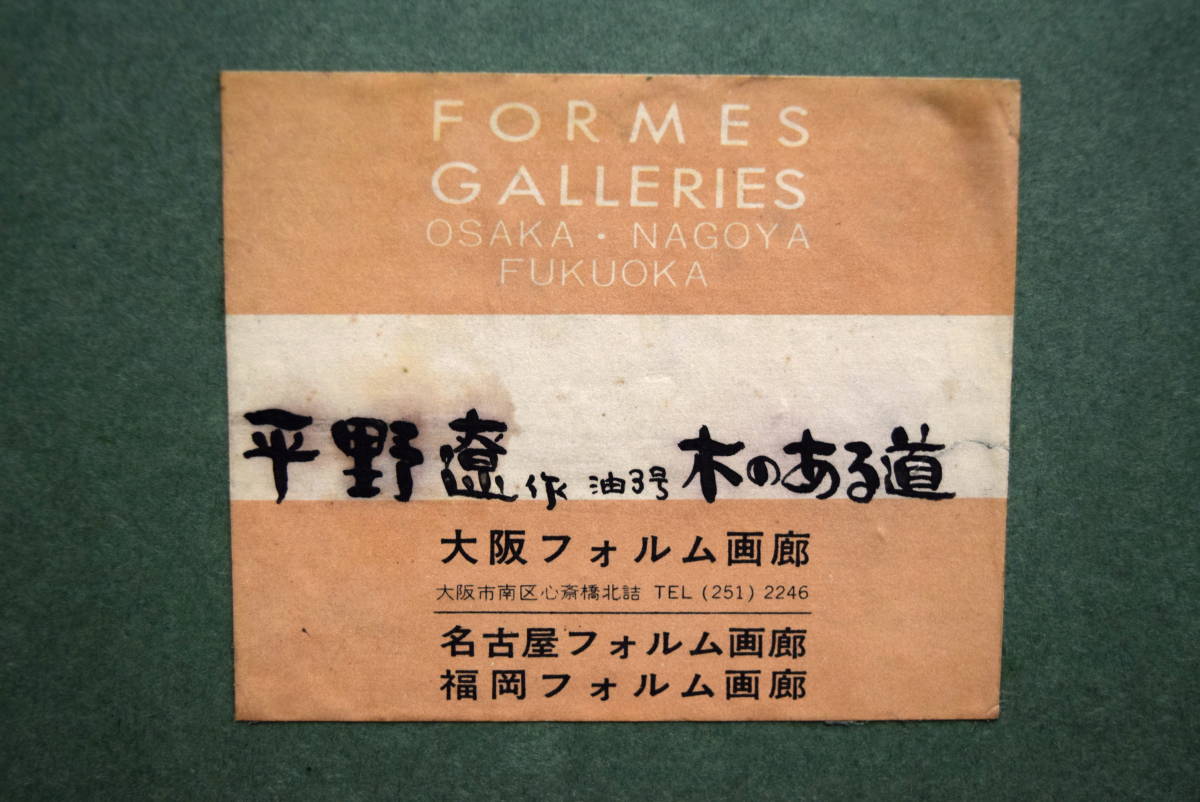 FORMES
GALLERIES
OSAKA・NAGOYA
FUKUOKA
平野遼作 油3号 木のある道
大阪フォルム画廊
大阪市南区心斎橋北詰 TEL (251) 2246
名古屋フォルム画廊
福岡フォルム画廊